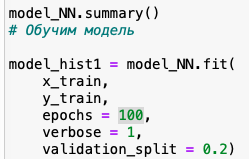 model_NN.summary()
# Обучим модель
model_hist1 = model_NN.fit(
x_train,
y_train,
epochs = 100,
verbose = 1,
validation_split = 0.2)